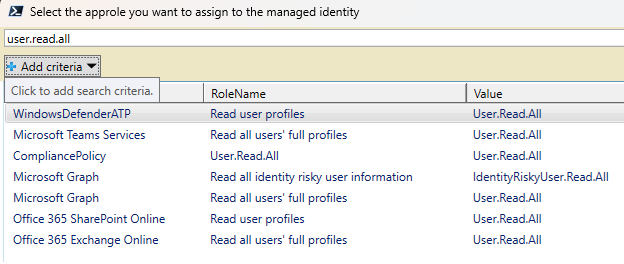 Select the approle you want to assign to the managed identity
user.read.all
Add criteria
Click to add search criteria.
RoleName Value
WindowsDefenderATP Read user profiles User.Read.All
Microsoft Teams Services Read all users' full profiles User.Read.All
CompliancePolicy User.Read.All User.Read.All
Microsoft Graph Read all identity risky user information IdentityRiskyUser.Read.All
Microsoft Graph Read all users' full profiles User.Read.All
Office 365 SharePoint Online Read user profiles User.Read.All
Office 365 Exchange Online Read all users' full profiles User.Read.All